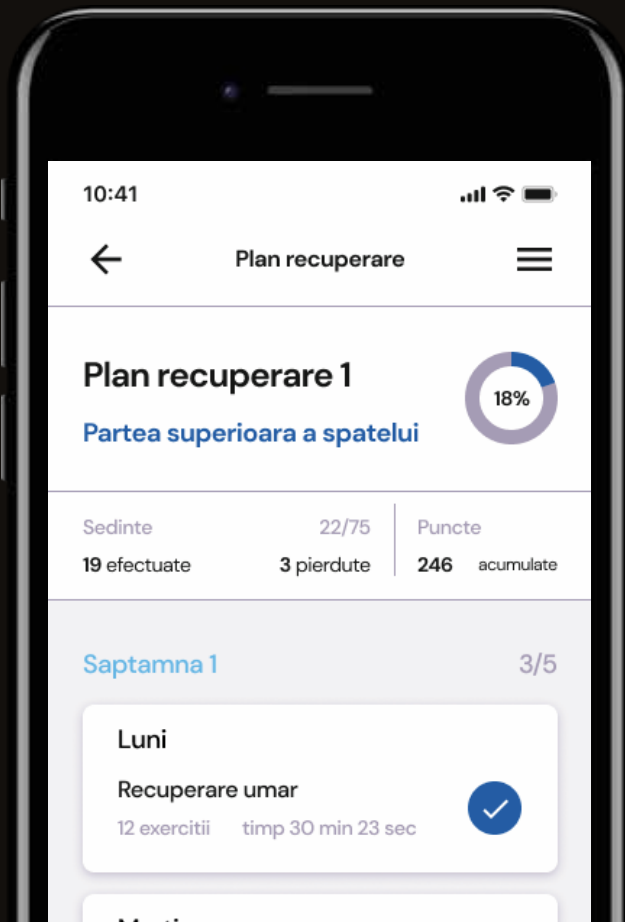 10:41
Plan recuperare
Plan recuperare 1
18%
Partea superioara a spatelui
Sedinte 22/75 Puncte
19 efectuate 3 pierdute 246 acumulate
Saptamna 1 3/5
Luni
Recuperare umar
12 exercitii timp 30 min 23 sec